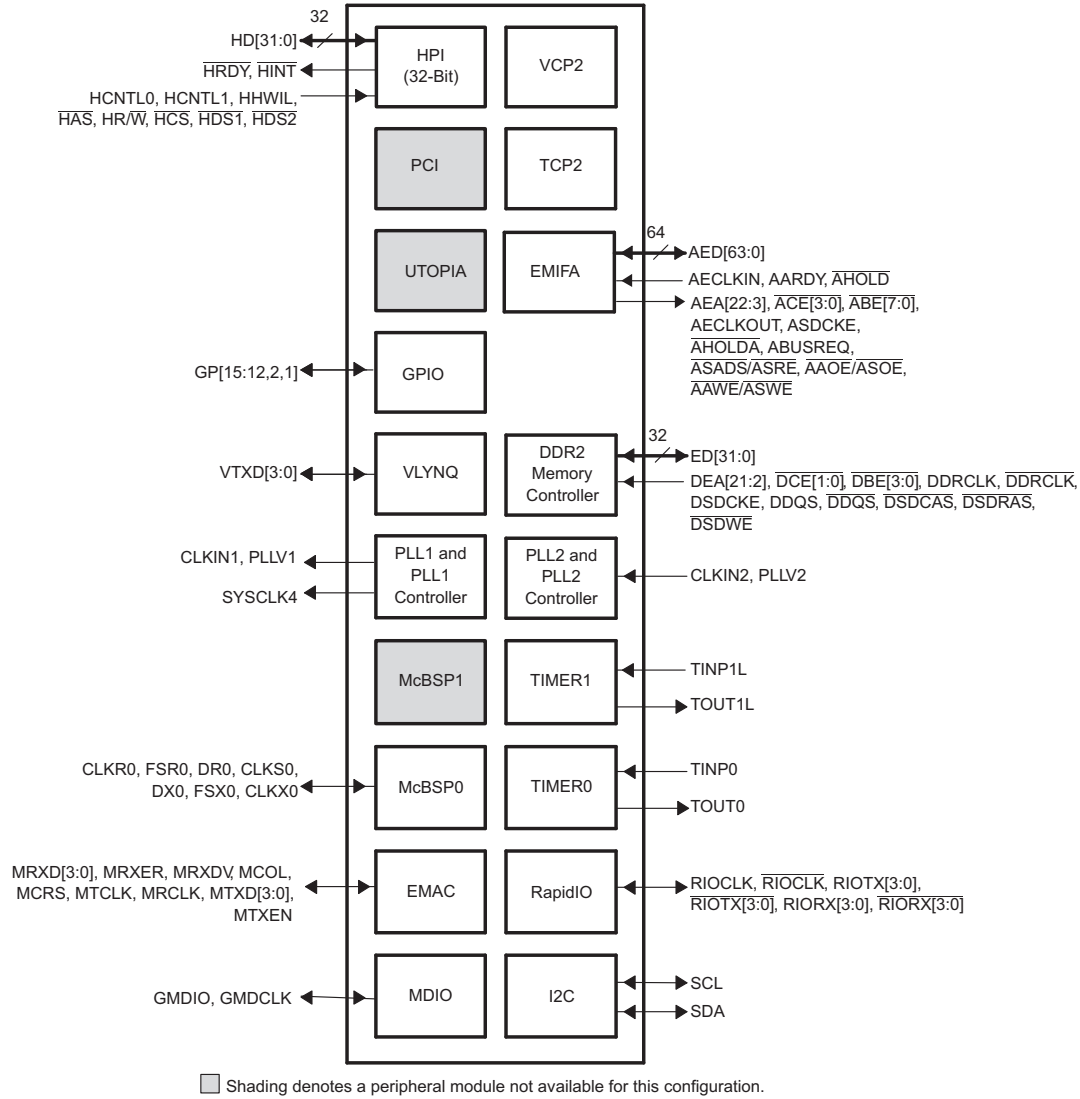 32
HD[31:0]
HRDY, HINT
HCNTL0, HCNTL1, HHWIL,
HAS, HR/W, HCS, HDS1, HDS2
HPI
(32-Bit)
VCP2
PCI
TCP2
UTOPIA
EMIFA
64
AED[63:0]
AECLKIN, AARDY, AHOLD
AEA[22:3], ACE[3:0], ABE[7:0],
AECLKOUT, ASDCKE,
AHOLDA, ABUSREQ,
ASADS/ASRE, AAOE/ASOE,
AAWE/ASWE
GP[15:12,2,1]
GPIO
VTXD[3:0]
VLYNQ
DDR2
Memory
Controller
32
ED[31:0]
DEA[21:2], DCE[1:0], DBE[3:0], DDRCLK, DDRCLK,
DSDCKE, DDQS, DDQS, DSDCAS, DSDRAS,
DSDWE
CLKIN1, PLLV1
SYSCLK4
PLL1 and
PLL1
Controller
PLL2 and
PLL2
Controller
CLKIN2, PLLV2
McBSP1
TIMER1
TINP1L
TOUT1L
CLKR0, FSR0, DR0, CLKS0,
DX0, FSX0, CLKX0
McBSP0
TIMER0
TINP0
TOUT0
MRXD[3:0], MRXER, MRXDV, MCOL,
MCRS, MTCLK, MRCLK, MTXD[3:0],
MTXEN
EMAC
RapidIO
RIOCLK, RIOCLK, RIOTX[3:0],
RIOTX[3:0], RIORX[3:0], RIORX[3:0]
GMDIO, GMDCLK
MDIO
I2C
SCL
SDA
Shading denotes a peripheral module not available for this configuration.